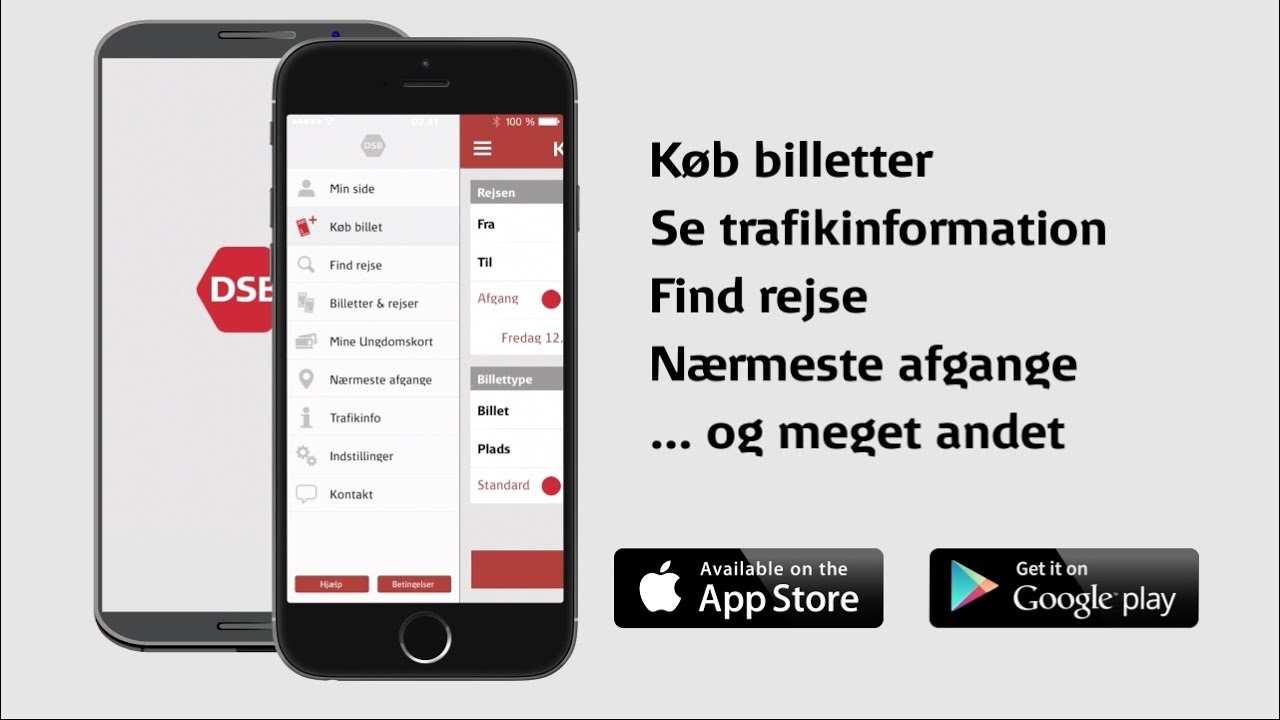 DSB
DSB
100 %
Min side
Køb billet
Find rejse
Billetter & rejser
Mine Ungdomskort
Nærmeste afgange
Trafikinfo
Indstillinger
Kontakt
Hjælp
Betingelser
K
Rejsen
Fra
Til
Afgang
Fredag 12.
Billettype
Billet
Plads
Standard
Køb billetter
Se trafikinformation
Find rejse
Nærmeste afgange
... og meget andet
Available on the
App Store
Get it on
Google play